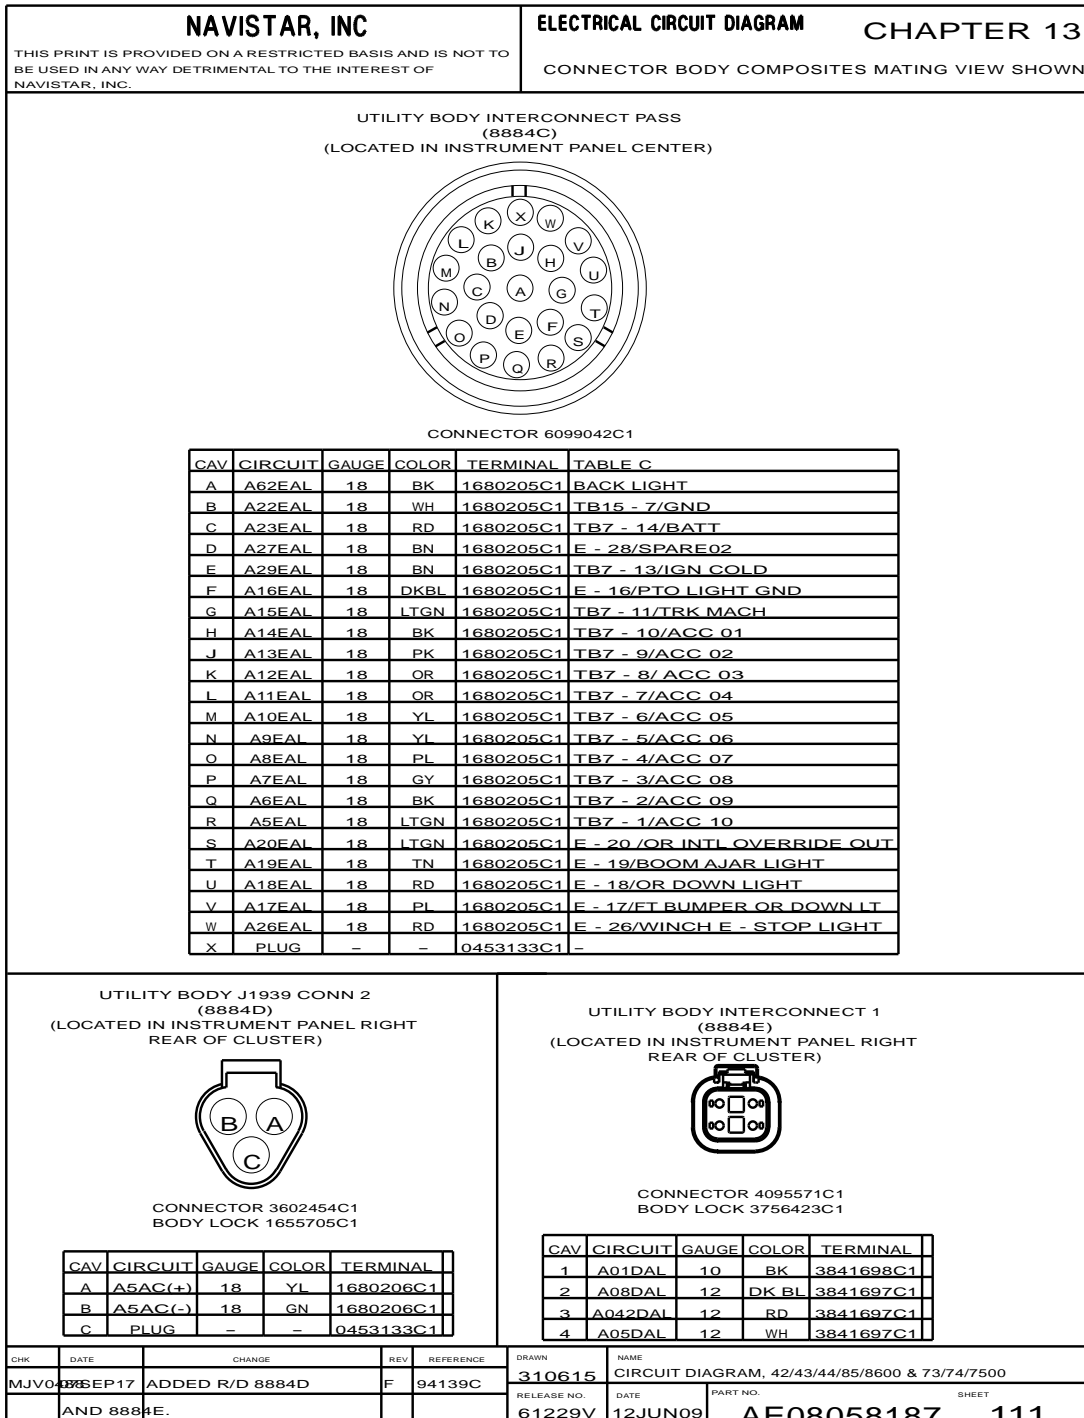 NAVISTAR, INC
THIS PRINT IS PROVIDED ON A RESTRICTED BASIS AND IS NOT TO
BE USED IN ANY WAY DETRIMENTAL TO THE INTEREST OF
NAVISTAR, INC.
ELECTRICAL CIRCUIT DIAGRAM
CHAPTER 13
CONNECTOR BODY COMPOSITES MATING VIEW SHOWN
UTILITY BODY INTERCONNECT PASS
(8884C)
(LOCATED IN INSTRUMENT PANEL CENTER)
X
K W
L J V
B H
M U
C A G
N T
D F
O E S
P R
Q
CONNECTOR 6099042C1
CAV CIRCUIT GAUGE COLOR TERMINAL TABLE C
A A62EAL 18 BK 1680205C1 BACK LIGHT
B A22EAL 18 WH 1680205C1 TB15 - 7/GND
C A23EAL 18 RD 1680205C1 TB7 - 14/BATT
D A27EAL 18 BN 1680205C1 E - 28/SPARE02
E A29EAL 18 BN 1680205C1 TB7 - 13/IGN COLD
F A16EAL 18 DKBL 1680205C1 E - 16/PTO LIGHT GND
G A15EAL 18 LTGN 1680205C1 TB7 - 11/TRK MACH
H A14EAL 18 BK 1680205C1 TB7 - 10/ACC 01
J A13EAL 18 PK 1680205C1 TB7 - 9/ACC 02
K A12EAL 18 OR 1680205C1 TB7 - 8/ ACC 03
L A11EAL 18 OR 1680205C1 TB7 - 7/ACC 04
M A10EAL 18 YL 1680205C1 TB7 - 6/ACC 05
N A9EAL 18 YL 1680205C1 TB7 - 5/ACC 06
O A8EAL 18 PL 1680205C1 TB7 - 4/ACC 07
P A7EAL 18 GY 1680205C1 TB7 - 3/ACC 08
Q A6EAL 18 BK 1680205C1 TB7 - 2/ACC 09
R A5EAL 18 LTGN 1680205C1 TB7 - 1/ACC 10
S A20EAL 18 LTGN 1680205C1 E - 20 /OR INTL OVERRIDE OUT
T A19EAL 18 TN 1680205C1 E - 19/BOOM AJAR LIGHT
U A18EAL 18 RD 1680205C1 E - 18/OR DOWN LIGHT
V A17EAL 18 PL 1680205C1 E - 17/FT BUMPER OR DOWN LT
W A26EAL 18 RD 1680205C1 E - 26/WINCH E - STOP LIGHT
X PLUG – – 0453133C1 –
UTILITY BODY J1939 CONN 2
(8884D)
(LOCATED IN INSTRUMENT PANEL RIGHT
REAR OF CLUSTER)
B A
C
CONNECTOR 3602454C1
BODY LOCK 1655705C1
CAV CIRCUIT GAUGE COLOR TERMINAL
A A5AC(+) 18 YL 1680206C1
B A5AC(-) 18 GN 1680206C1
C PLUG – – 0453133C1
UTILITY BODY INTERCONNECT 1
(8884E)
(LOCATED IN INSTRUMENT PANEL RIGHT
REAR OF CLUSTER)
CONNECTOR 4095571C1
BODY LOCK 3756423C1
CAV CIRCUIT GAUGE COLOR TERMINAL
1 A01DAL 10 BK 3841698C1
2 A08DAL 12 DK BL 3841697C1
3 A042DAL 12 RD 3841697C1
4 A05DAL 12 WH 3841697C1
CHK DATE CHANGE REV REFERENCE
07SEP17 ADDED R/D 8884D F 94139C
AND 8884E.
DRAWN
310615
NAME
CIRCUIT DIAGRAM, 42/43/44/85/8600 & 73/74/7500
RELEASE NO.
61229V
DATE
12JUN09
PART NO.
AE08058187
SHEET
111